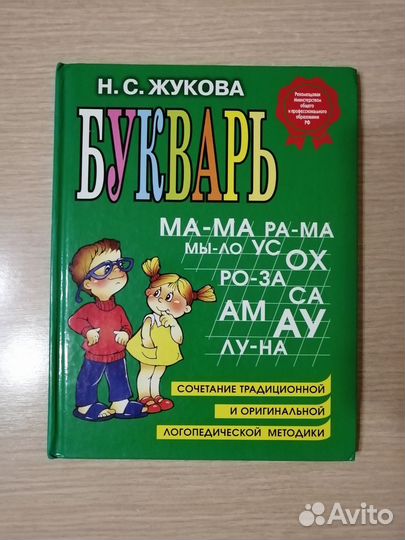 Н. С. ЖУКОВА
Рекомендован
Министерством
общего
и профессионального
образования
РФ
БУКВАРЬ
МА-МА РА-МА
МЫ-ЛО УС ОХ
РО-ЗА
АМ СА
АУ
ЛУ-НА
СОЧЕТАНИЕ ТРАДИЦИОННОЙ
И ОРИГИНАЛЬНОЙ
ЛОГОПЕДИЧЕСКОЙ МЕТОДИКИ
Avito